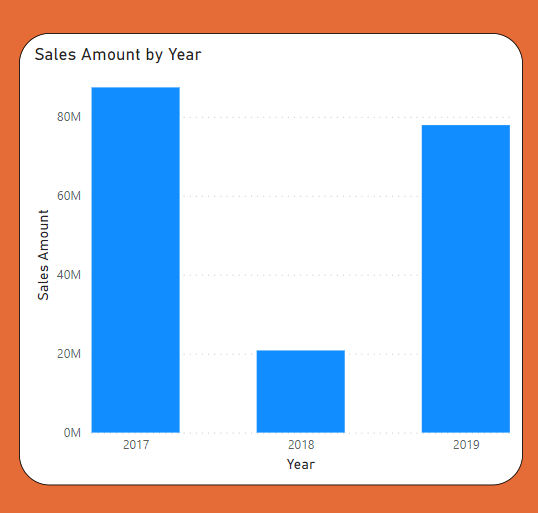 Sales Amount by Year
80M
60M
40M
20M
0M
Sales Amount
2017 2018 2019
Year